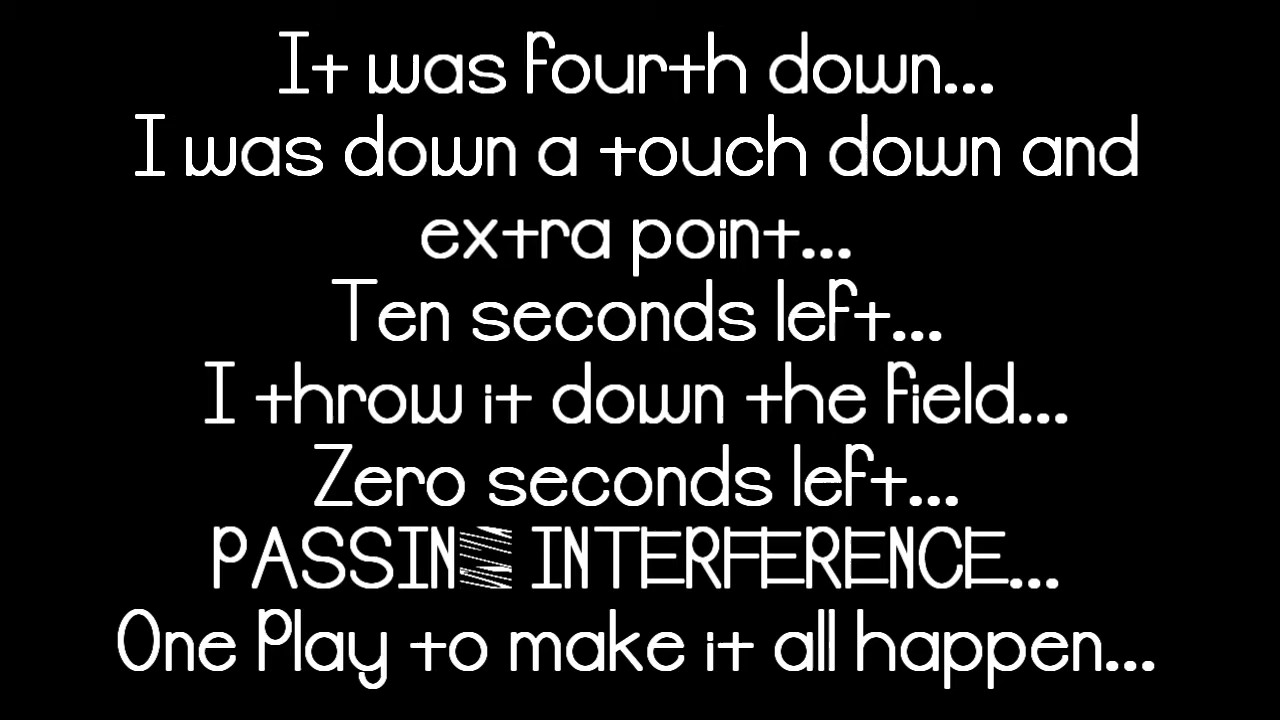 It was fourth down...
I was down a touch down and
extra point...
Ten seconds left...
I throw it down the field...
Zero seconds left...
INTERFERENCE...
One Play to make it all happen...